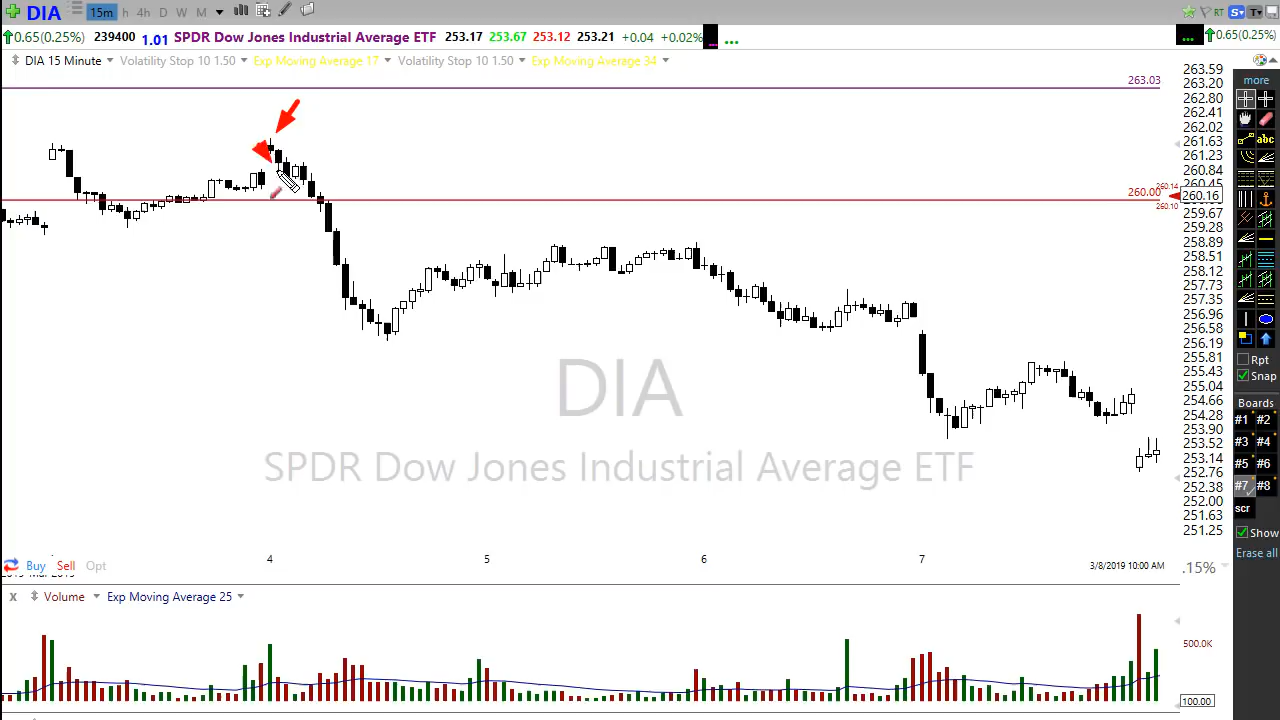 DIA 15m h 4h D W M RT S T
0.65(0.25%) 239400 1.01 SPDR Dow Jones Industrial Average ETF 253.17 253.67 253.12 253.21 +0.04 +0.02% ... ... 0.65(0.25%)
DIA 15 Minute Volatility Stop 10 1.50 Exp Moving Average 17 Volatility Stop 10 1.50 Exp Moving Average 34
263.59
263.03
263.20
262.80
262.41
262.02
261.63
261.23
260.84
260.45
260.00 260.14
260.16
260.10
259.67
259.28
258.89
258.51
258.12
257.73
257.35
256.96
256.58
256.19
255.81
255.43
255.04
254.66
254.28
253.90
253.52
253.14
252.76
252.38
252.00
251.63
251.25
more
abc
Rpt
Snap
Boards
#1 #2
#3 #4
#5 #6
#7 #8
scr
Show
Erase all
DIA
SPDR Dow Jones Industrial Average ETF
4 5 6 7 3/8/2019 10:00 AM
Buy Sell Opt .15%
X Volume Exp Moving Average 25
500.0K
100.00